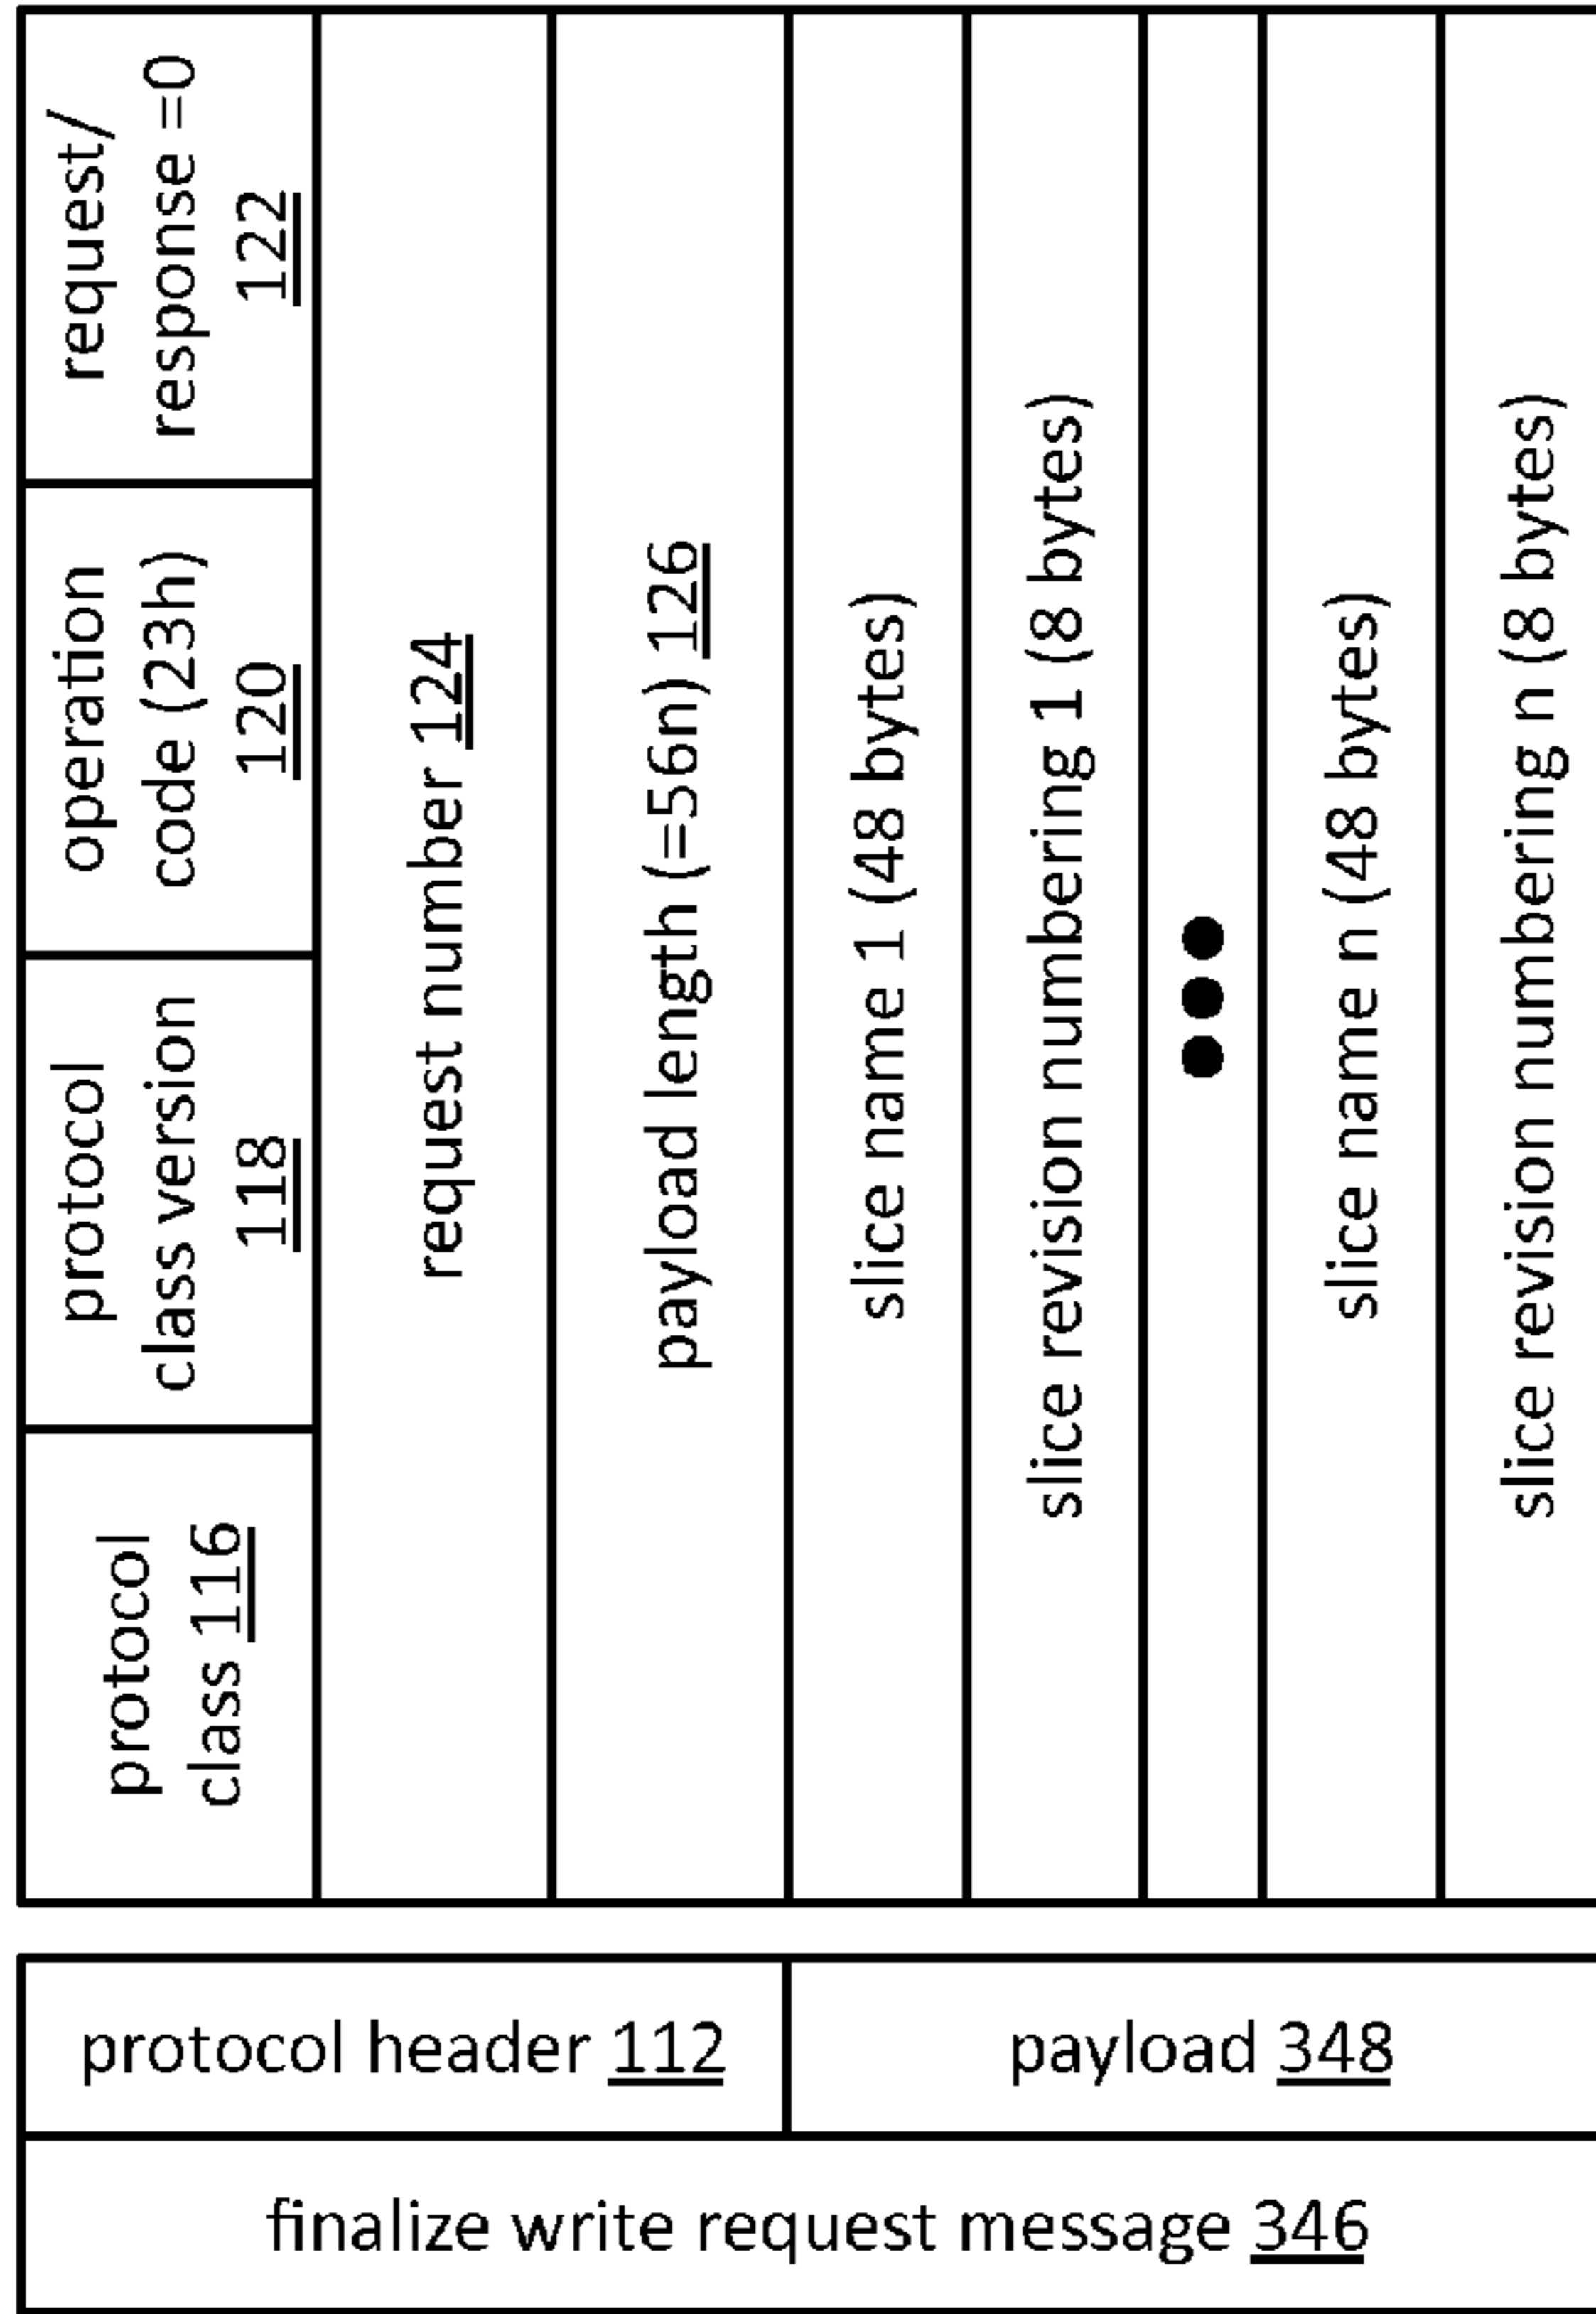 protocol
class 116
protocol
class version
118
operation
code (23h)
120
request/
response =0
122
request number 124
payload length (=56n) 126
slice name 1 (48 bytes)
slice revision numbering 1 (8 bytes)
slice name n (48 bytes)
slice revision numbering n (8 bytes)
protocol header 112
payload 348
finalize write request message 346